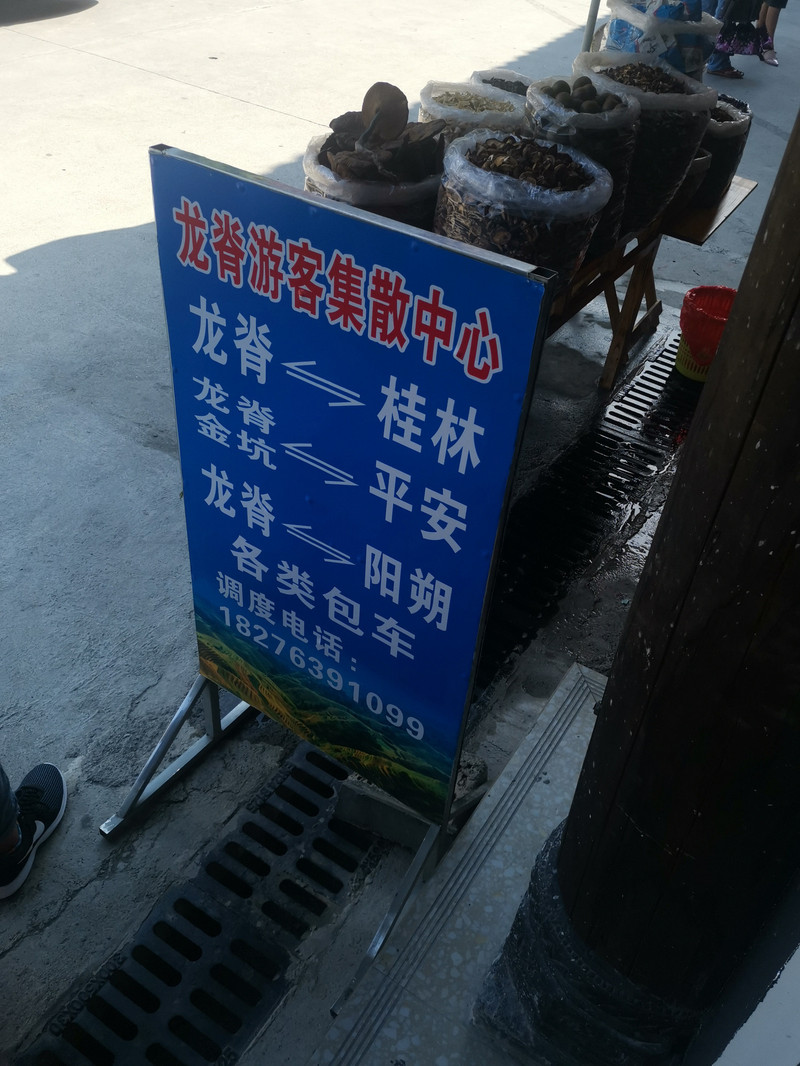 龙脊游客集散中心
龙脊⇌桂林
龙脊
金坑⇌平安
龙脊⇌阳朔
各类包车
调度电话：
18276391099